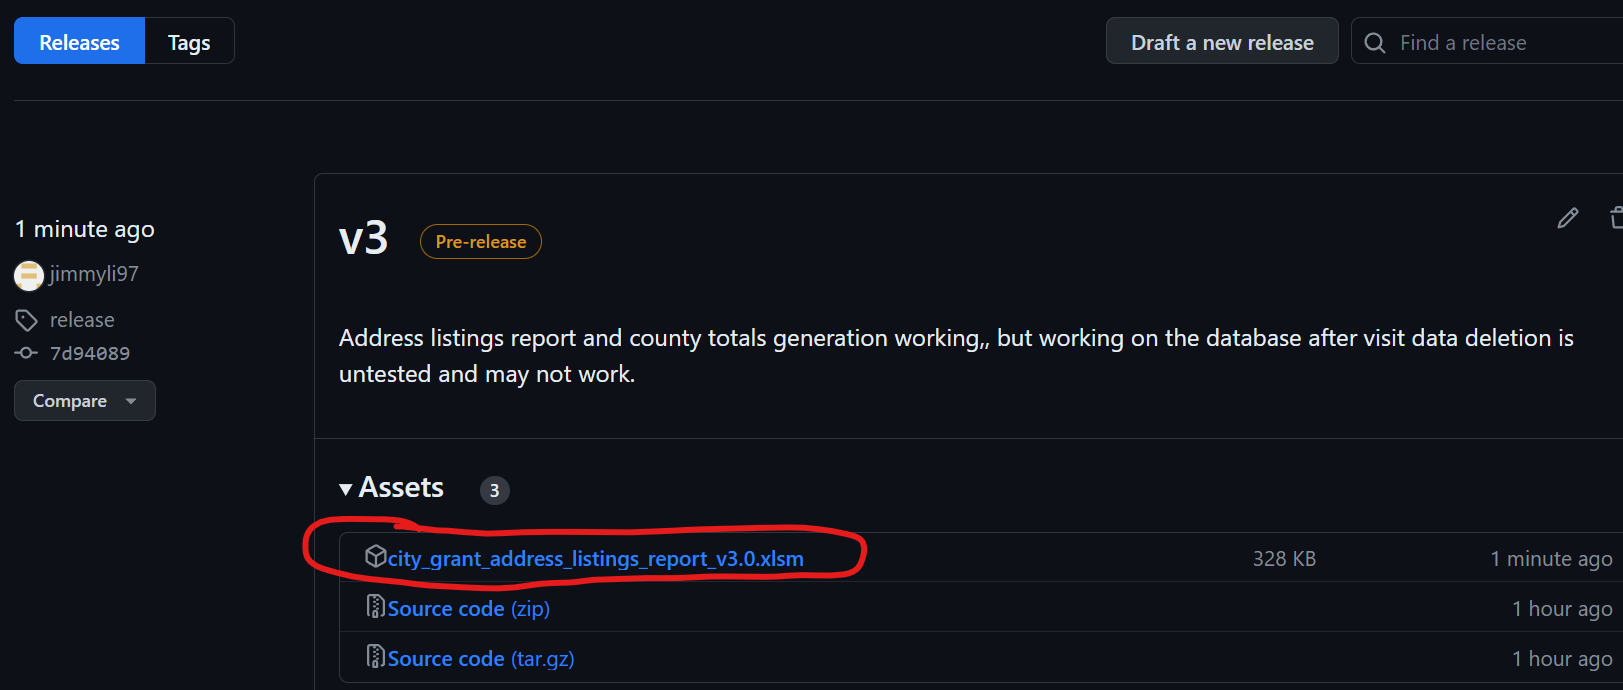 Releases Tags Draft a new release Find a release
1 minute ago
jimmyli97
release
7d94089
Compare
v3 Pre-release
Address listings report and county totals generation working,, but working on the database after visit data deletion is
untested and may not work.
Assets 3
city_grant_address_listings_report_v3.0.xlsm 328 KB 1 minute ago
Source code (zip) 1 hour ago
Source code (tar.gz) 1 hour ago